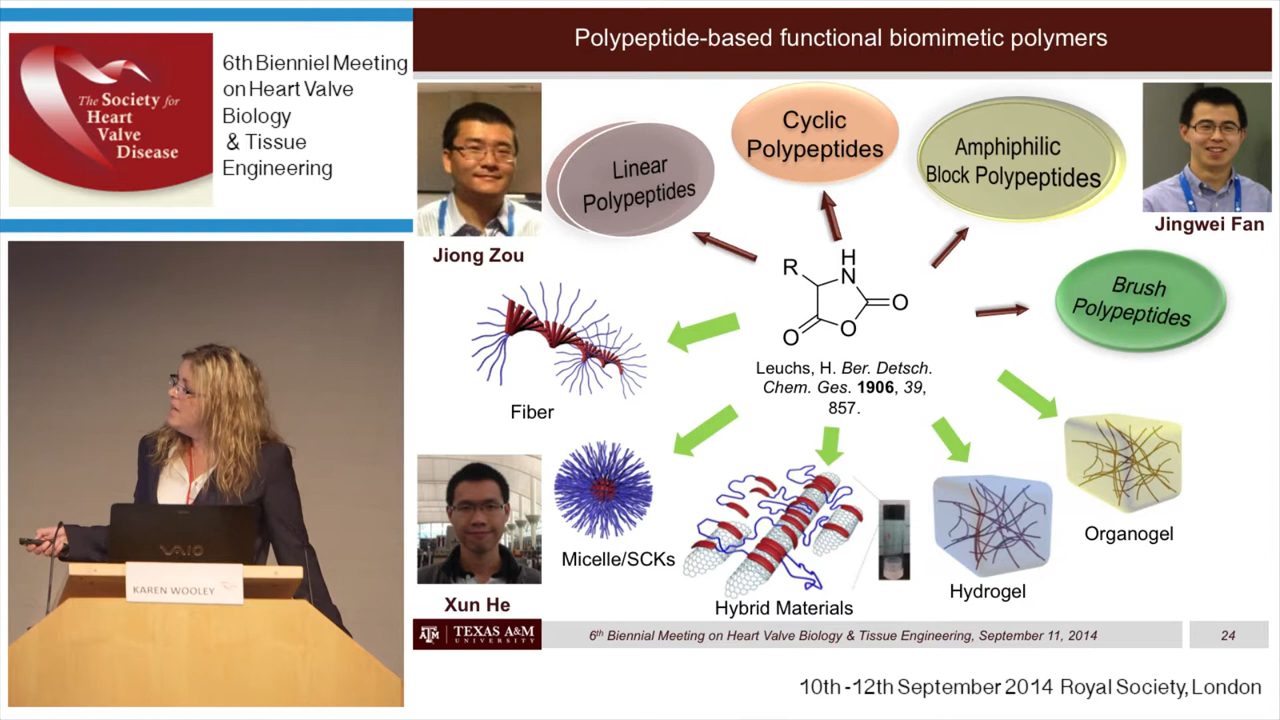 6th Bienniel Meeting
on Heart Valve
Biology
& Tissue
Engineering
The Society for
Heart
Valve
Disease
Polypeptide-based functional biomimetic polymers
Jiong Zou
Linear
Polypeptides
Cyclic
Polypeptides
Amphiphilic
Block Polypeptides
Jingwei Fan
Brush
Polypeptides
R
H
N
O
O
O
Leuchs, H. Ber. Detsch.
Chem. Ges. 1906, 39,
857.
Fiber
Micelle/SCKs
Hybrid Materials
Hydrogel
Organogel
Xun He
VAIO
KAREN WOOLEY
ATM
TEXAS A&M
UNIVERSITY
6th Biennial Meeting on Heart Valve Biology & Tissue Engineering, September 11, 2014
24
10th -12th September 2014 Royal Society, London